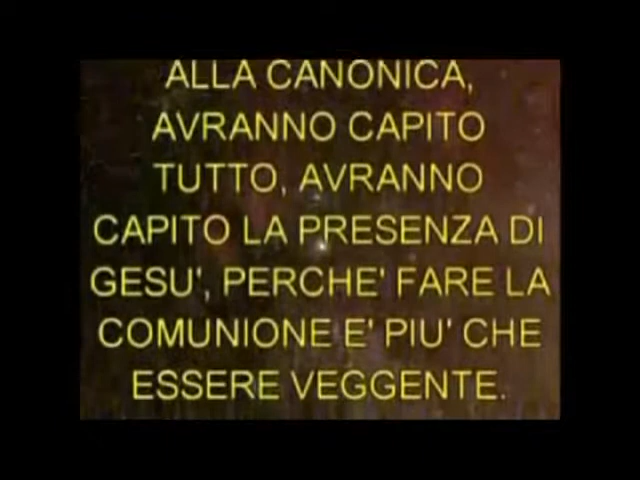 ALLA CANONICA,
AVRANNO CAPITO
TUTTO, AVRANNO
CAPITO LA PRESENZA DI
GESU', PERCHE' FARE LA
COMUNIONE E' PIU' CHE
ESSERE VEGGENTE.